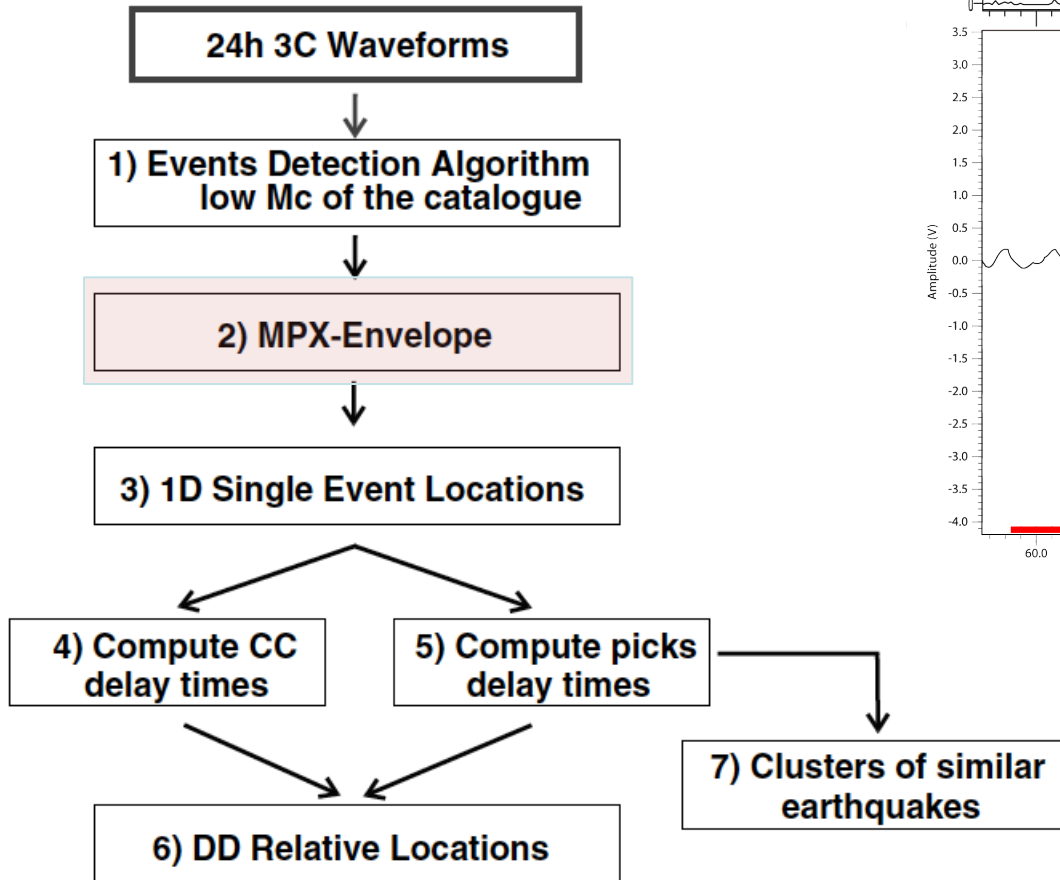 24h 3C Waveforms
1) Events Detection Algorithm
low Mc of the catalogue
2) MPX-Envelope
3) 1D Single Event Locations
4) Compute CC
delay times
5) Compute picks
delay times
7) Clusters of similar
earthquakes
6) DD Relative Locations
0
3.5
3.0
2.5
2.0
1.5
1.0
0.5
0.0
-0.5
-1.0
-1.5
-2.0
-2.5
-3.0
-3.5
-4.0
Amplitude (V)
60.0